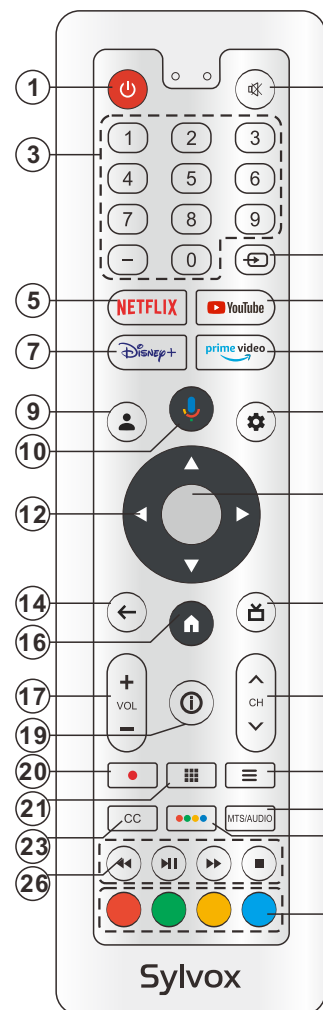 1
3
1 2 3
4 5 6
7 8 9
– 0
5
NETFLIX YouTube
7
Disney+ prime video
9
10
12
14
16
+
VOL CH
–
17
19
20
21
CC MTS/AUDIO
23
26
Sylvox